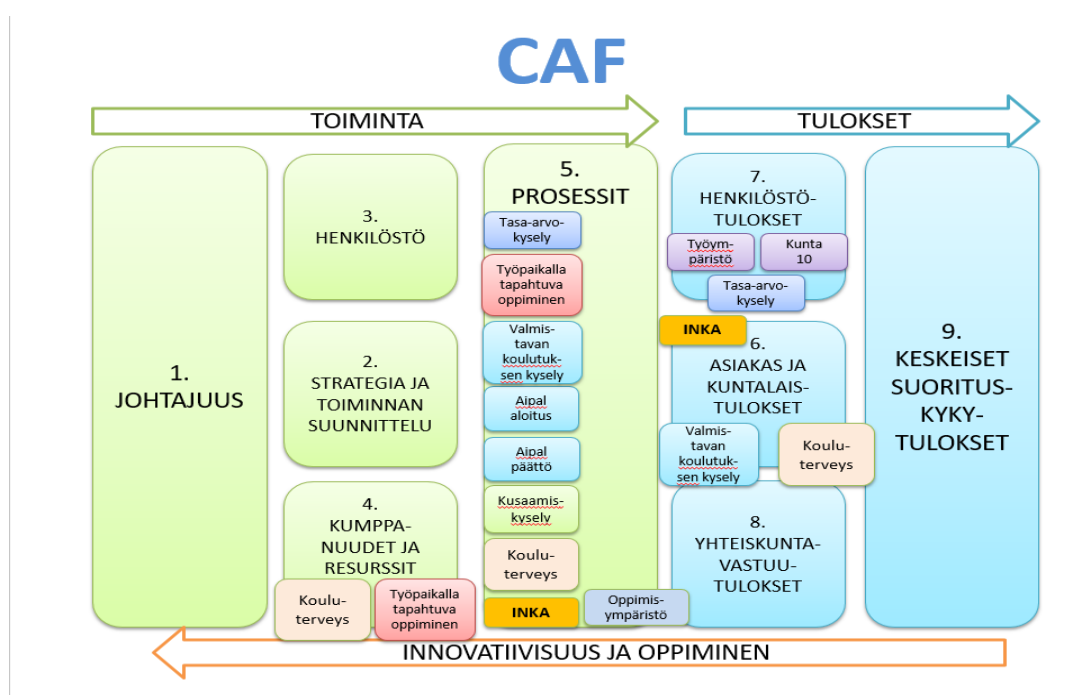 CAF
TOIMINTA
TULOKSET
1.
JOHTAJUUS
3.
HENKILÖSTÖ
2.
STRATEGIA JA
TOIMINNAN
SUUNNITTELU
4.
KUMPPA-
NUUDET JA
RESURSSIT
Koulu-
terveys
Työpaikalla
tapahtuva
oppiminen
5.
PROSESSIT
Tasa-arvo-
kysely
Työpaikalla
tapahtuva
oppiminen
Valmis-
tavan
koulutuk-
sen kysely
Aipal
aloitus
Aipal
päättö
Kusaamis-
kysely
Koulu-
terveys
INKA
Oppimis-
ympäristö
7.
HENKILÖSTÖ-
TULOKSET
Työym-
päristö
Kunta
10
Tasa-arvo-
kysely
INKA
6.
ASIAKAS JA
KUNTALAIS-
TULOKSET
Valmis-
tavan
koulutuk-
sen kysely
Koulu-
terveys
8.
YHTEISKUNTA-
VASTUU-
TULOKSET
9.
KESKEISET
SUORITUS-
KYKY-
TULOKSET
INNOVATIIVISUUS JA OPPIMINEN